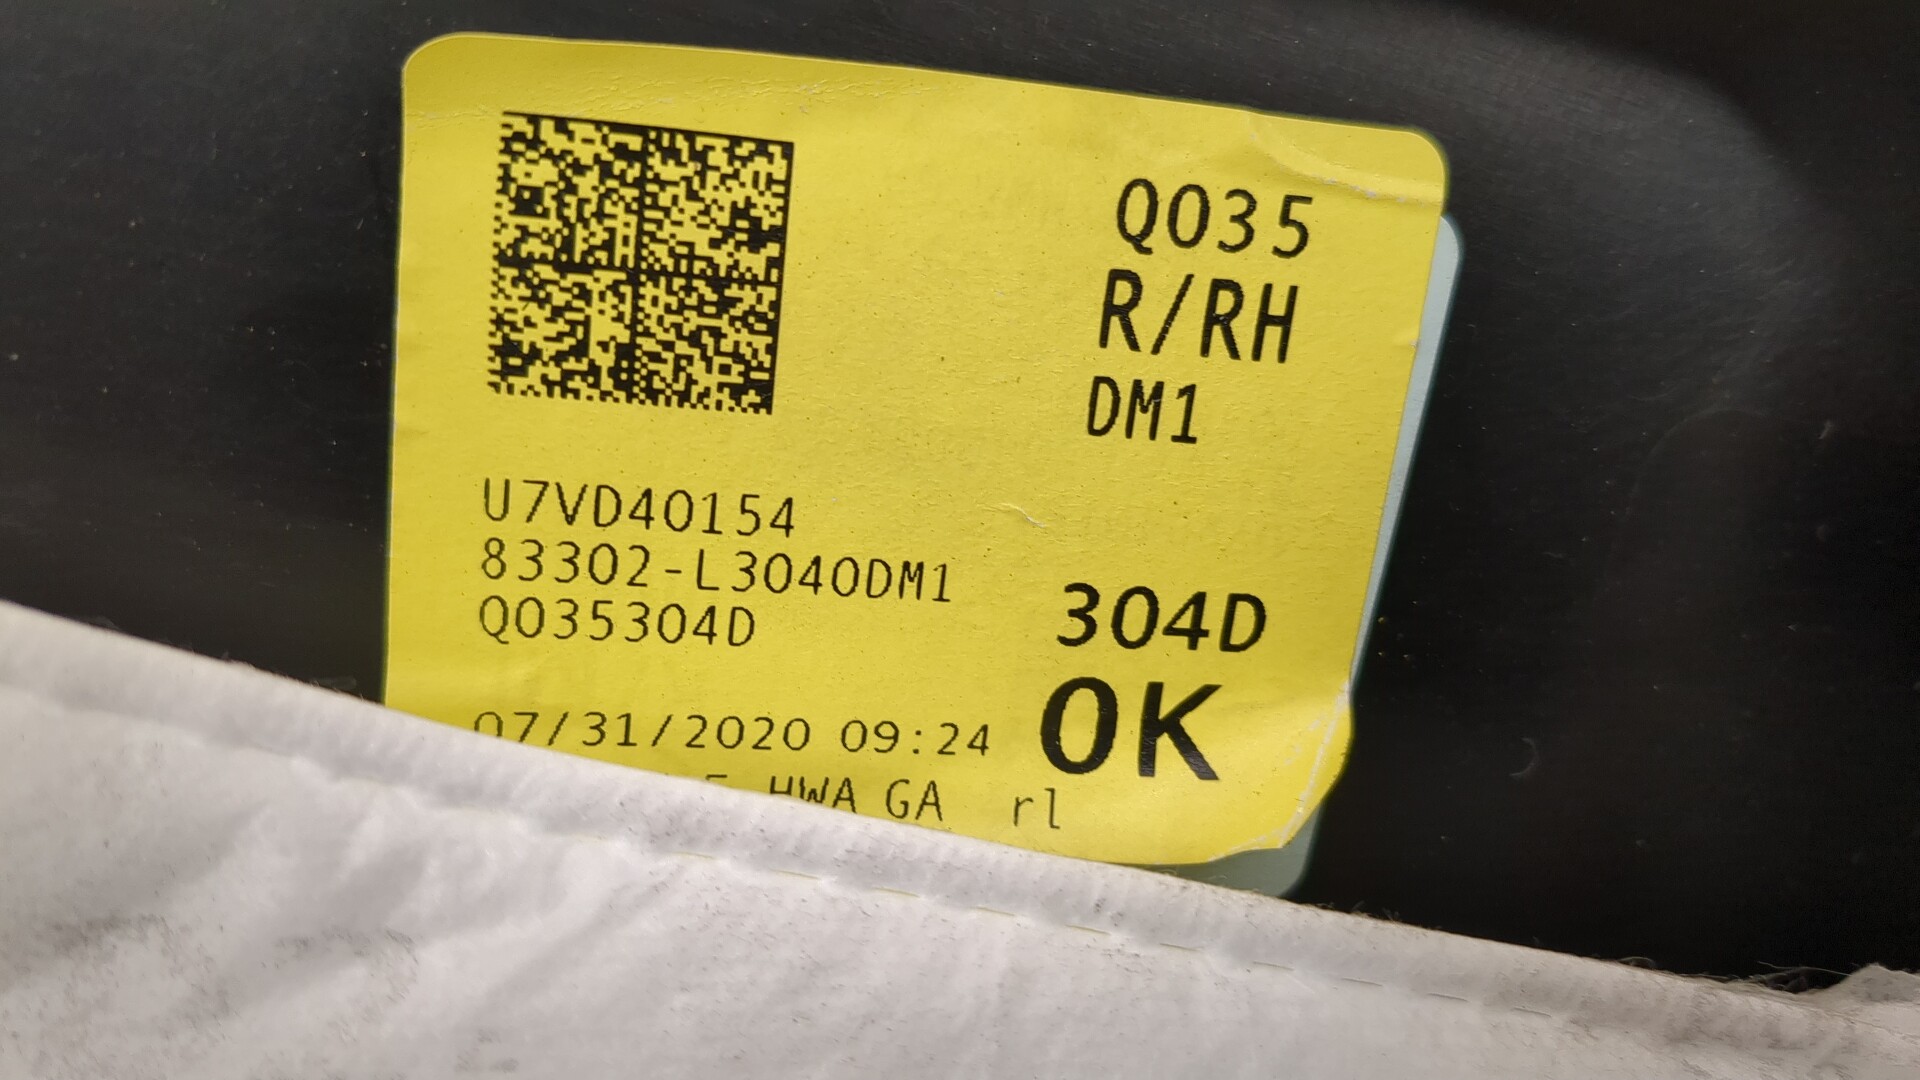 Q035
R/RH
DM1
U7VD40154
83302-L3040DM1
Q035304D
304D
07/31/2020 09:24
OK
HWA GA rl